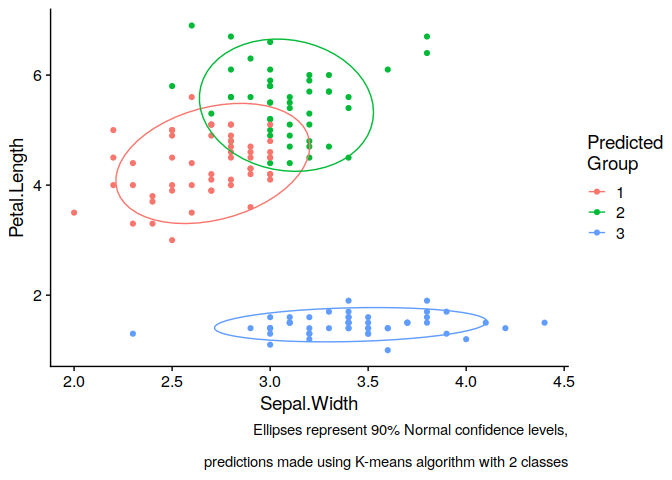 Petal.Length
6
4
2
2.0 2.5 3.0 3.5 4.0 4.5
Sepal.Width
Predicted
Group
1
2
3
Ellipses represent 90% Normal confidence levels,
predictions made using K-means algorithm with 2 classes